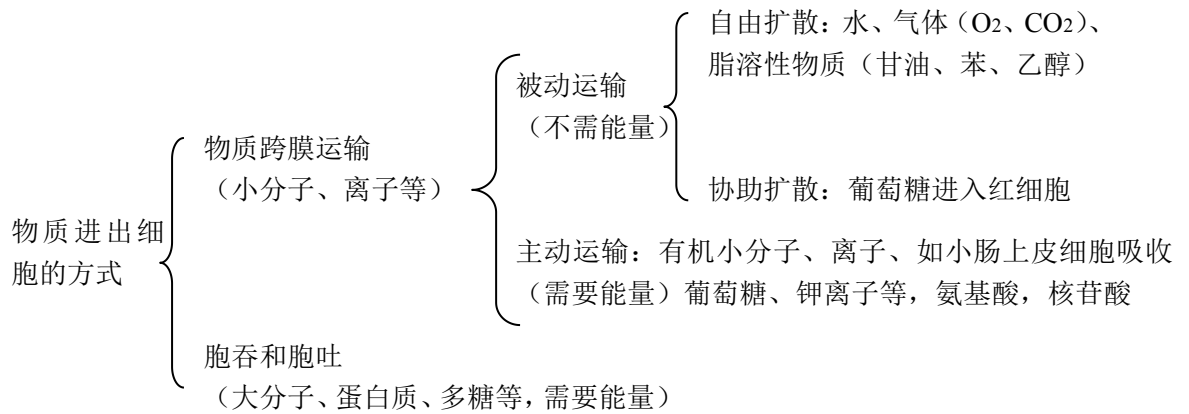 自由扩散：水、气体（O2、CO2）、
脂溶性物质（甘油、苯、乙醇）
被动运输
（不需能量）
物质跨膜运输
（小分子、离子等）
协助扩散：葡萄糖进入红细胞
物质进出细
胞的方式
主动运输：有机小分子、离子、如小肠上皮细胞吸收
（需要能量）葡萄糖、钾离子等，氨基酸，核苷酸
胞吞和胞吐
（大分子、蛋白质、多糖等，需要能量）